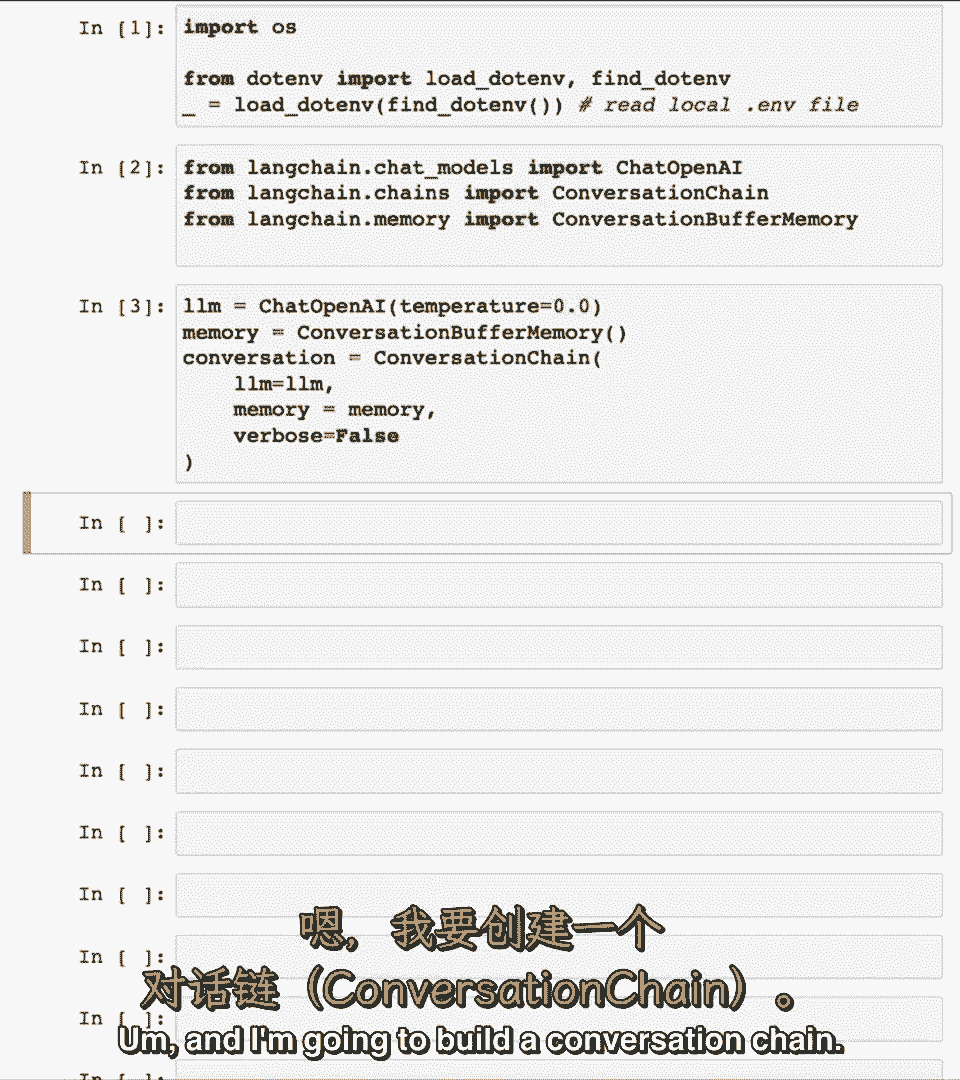 In [1]: import os
from dotenv import load_dotenv, find_dotenv
_ = load_dotenv(find_dotenv()) # read local .env file
In [2]: from langchain.chat_models import ChatOpenAI
from langchain.chains import ConversationChain
from langchain.memory import ConversationBufferMemory
In [3]: llm = ChatOpenAI(temperature=0.0)
memory = ConversationBufferMemory()
conversation = ConversationChain(
    llm=llm,
    memory = memory,
    verbose=False
)
In [ ]:
In [ ]:
In [ ]:
In [ ]:
In [ ]:
In [ ]:
In [ ]:
In [ ]:
In [ ]:
In [ ]:
嗯，我要创建一个
对话链（ConversationChain）。
Um, and I'm going to build a conversation chain.